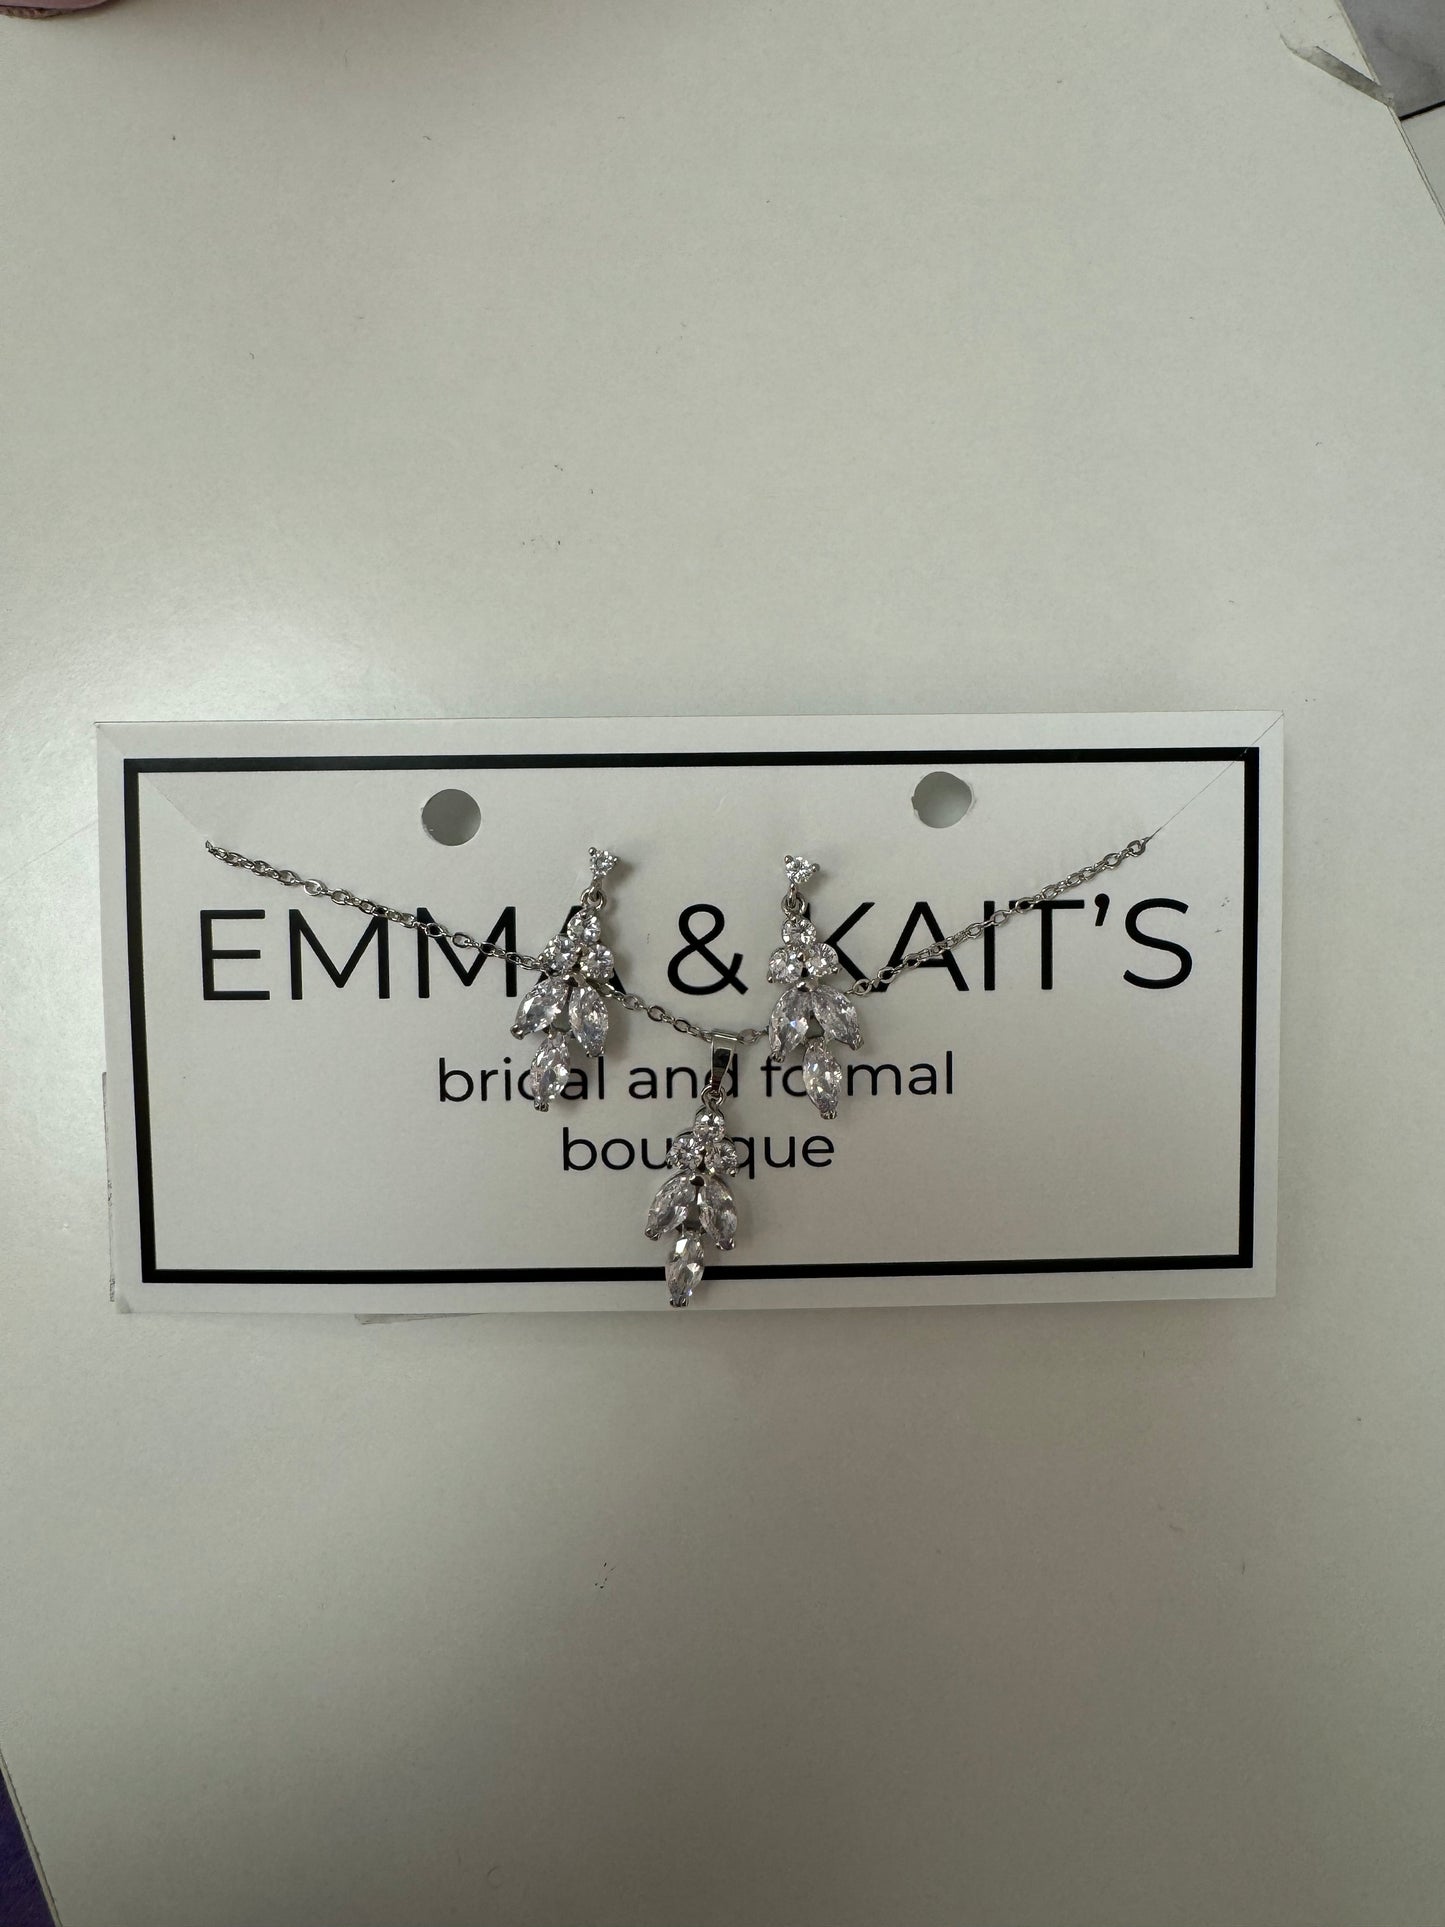 EMMA & KAIT'S
bridal and formal
boutique